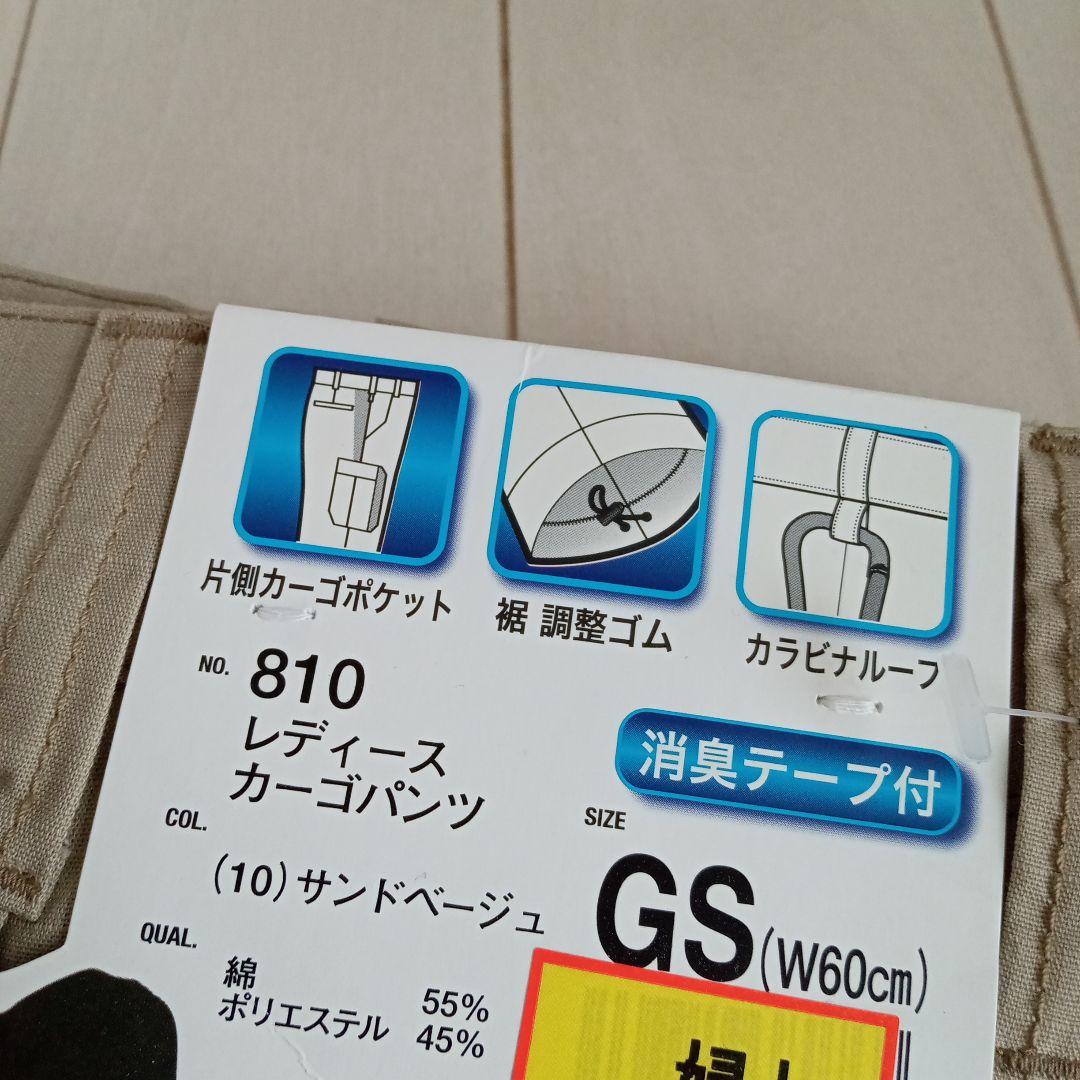 片側カーゴポケット
裾 調整ゴム
カラビナループ
NO. 810
レディース
カーゴパンツ
消臭テープ付
COL.
(10)サンドベージュ
SIZE
GS(W60cm)
QUAL.
綿 55%
ポリエステル 45%